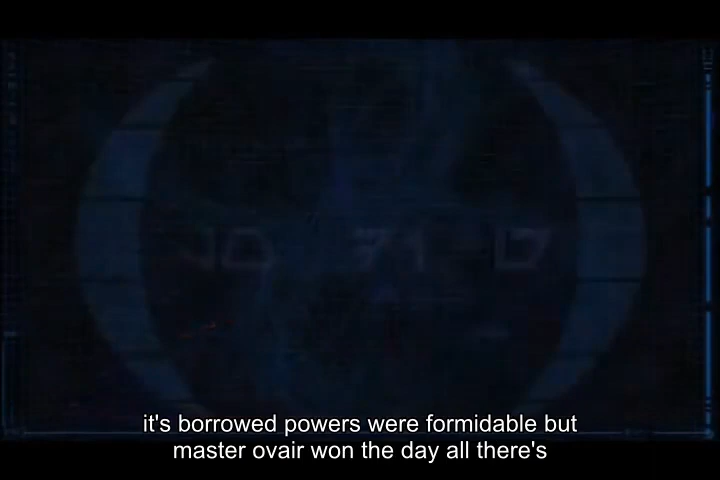 it's borrowed powers were formidable but
master ovair won the day all there's